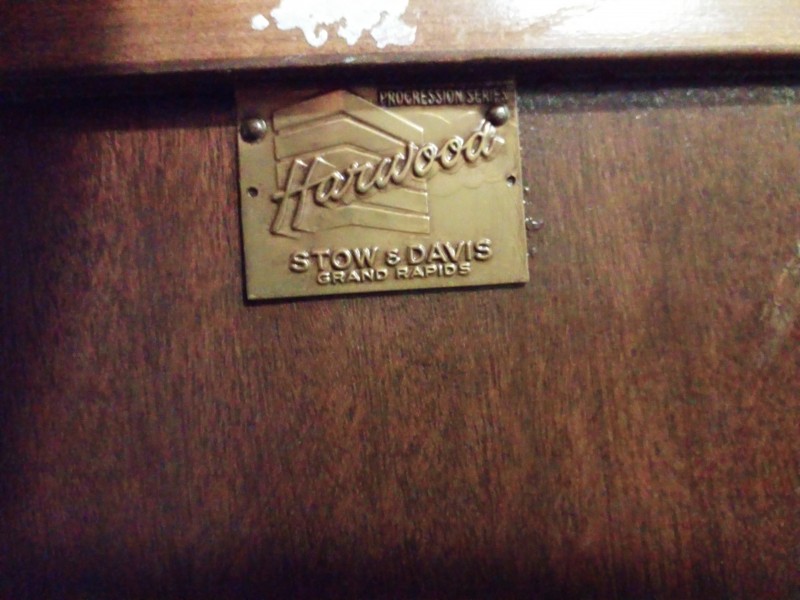 PROGRESSION SERIES
Harwood
STOW & DAVIS
GRAND RAPIDS